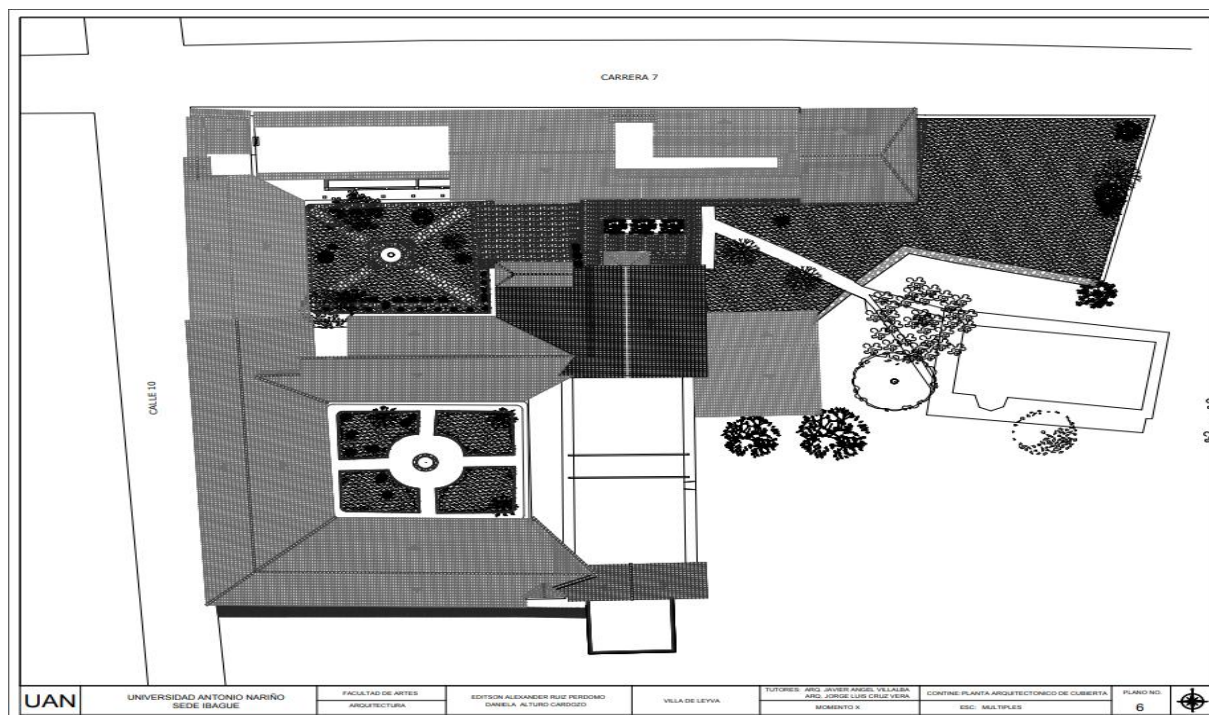 CARRERA 7
CALLE 10
UAN
UNIVERSIDAD ANTONIO NARIÑO
SEDE IBAGUE
FACULTAD DE ARTES
ARQUITECTURA
EDITSON ALEXANDER RUIZ PERDOMO
DANIELA ALTURO CARDOZO
VILLA DE LEYVA
TUTORES: ARQ. JAVIER ANGEL VILLALBA
ARQ. JORGE LUIS CRUZ VERA
MOMENTO X
CONTINE:PLANTA ARQUITECTONICO DE CUBIERTA
ESC: MULTIPLES
PLANO NO.
6